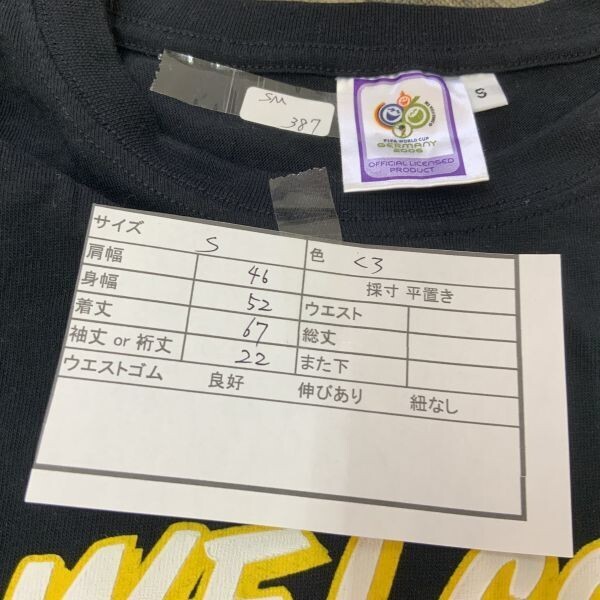 SM
387
FIFA WORLD CUP
GERMANY
2006
OFFICIAL LICENSED
PRODUCT
S
サイズ S 色 くろ
肩幅 46 採寸 平置き
身幅 52 ウエスト
着丈 67 総丈
袖丈 or 裄丈 22 また下
ウエストゴム 良好 伸びあり 紐なし
WELCO